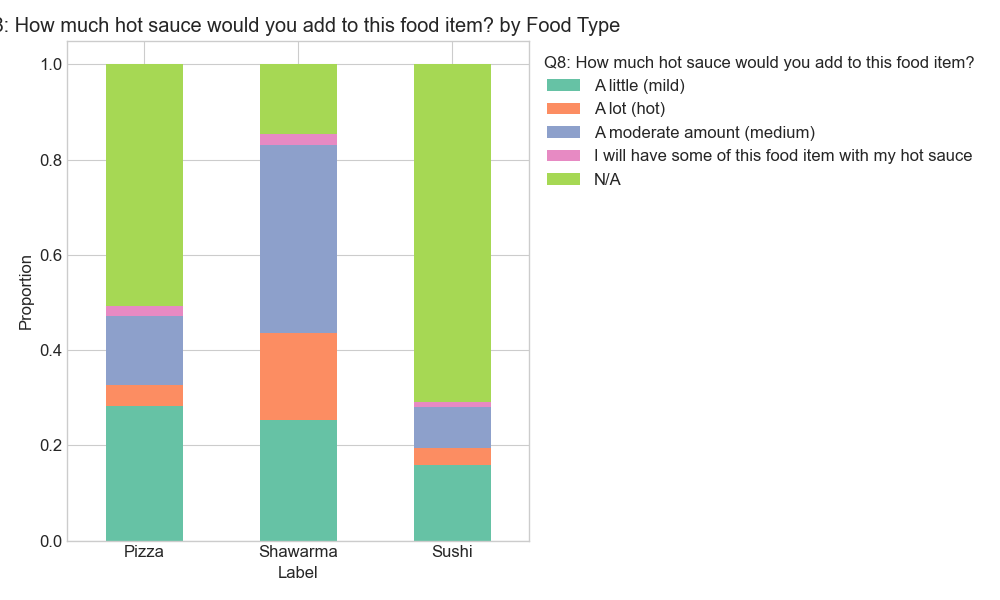 8: How much hot sauce would you add to this food item? by Food Type
Q8: How much hot sauce would you add to this food item?
A little (mild)
A lot (hot)
A moderate amount (medium)
I will have some of this food item with my hot sauce
N/A
Proportion
1.0
0.8
0.6
0.4
0.2
0.0
Pizza Shawarma Sushi
Label